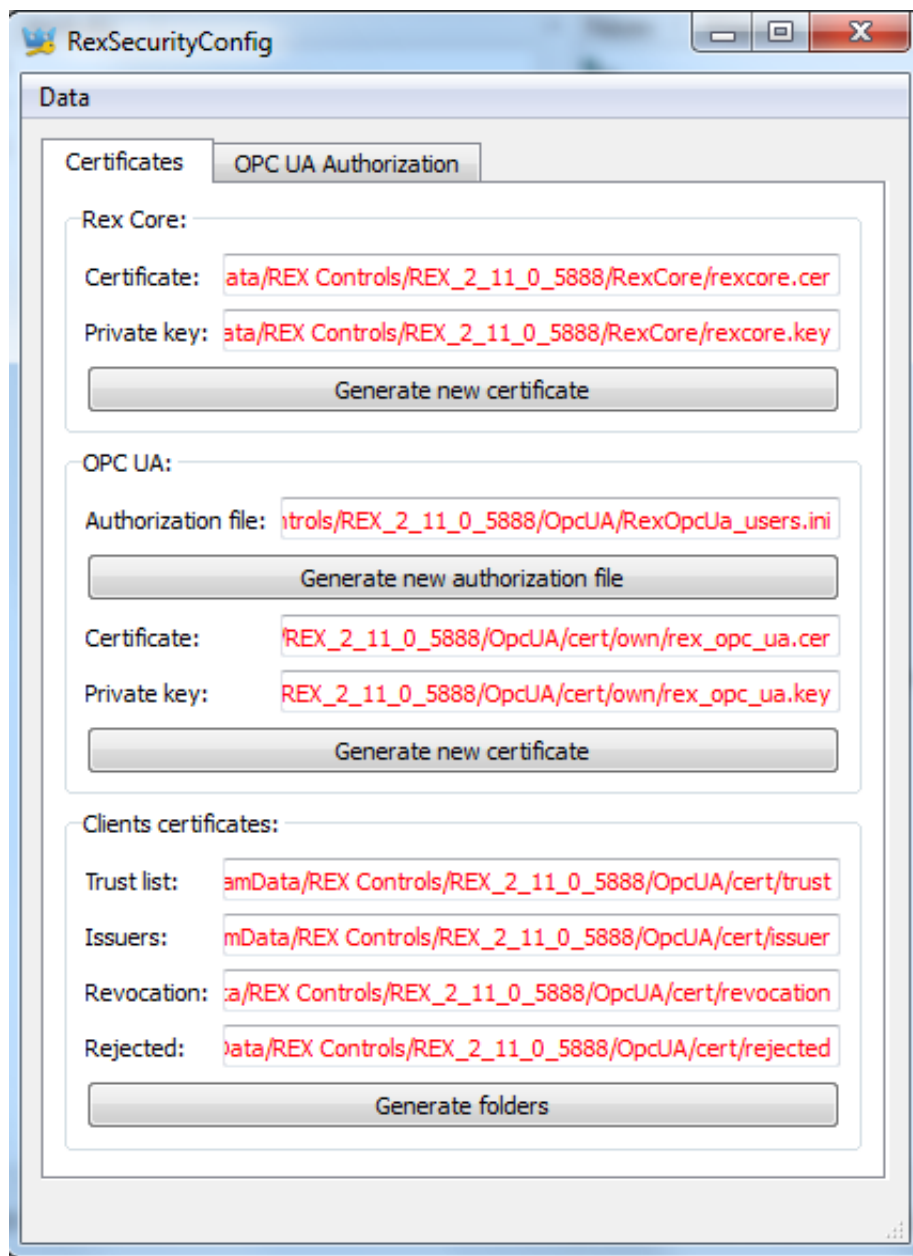 RexSecurityConfig
Data
Certificates OPC UA Authorization
Rex Core:
Certificate: ata/REX Controls/REX_2_11_0_5888/RexCore/rexcore.cer
Private key: ata/REX Controls/REX_2_11_0_5888/RexCore/rexcore.key
Generate new certificate
OPC UA:
Authorization file: ntrols/REX_2_11_0_5888/OpcUA/RexOpcUa_users.ini
Generate new authorization file
Certificate: /REX_2_11_0_5888/OpcUA/cert/own/rex_opc_ua.cer
Private key: REX_2_11_0_5888/OpcUA/cert/own/rex_opc_ua.key
Generate new certificate
Clients certificates:
Trust list: amData/REX Controls/REX_2_11_0_5888/OpcUA/cert/trust
Issuers: mData/REX Controls/REX_2_11_0_5888/OpcUA/cert/issuer
Revocation: ta/REX Controls/REX_2_11_0_5888/OpcUA/cert/revocation
Rejected: Data/REX Controls/REX_2_11_0_5888/OpcUA/cert/rejected
Generate folders